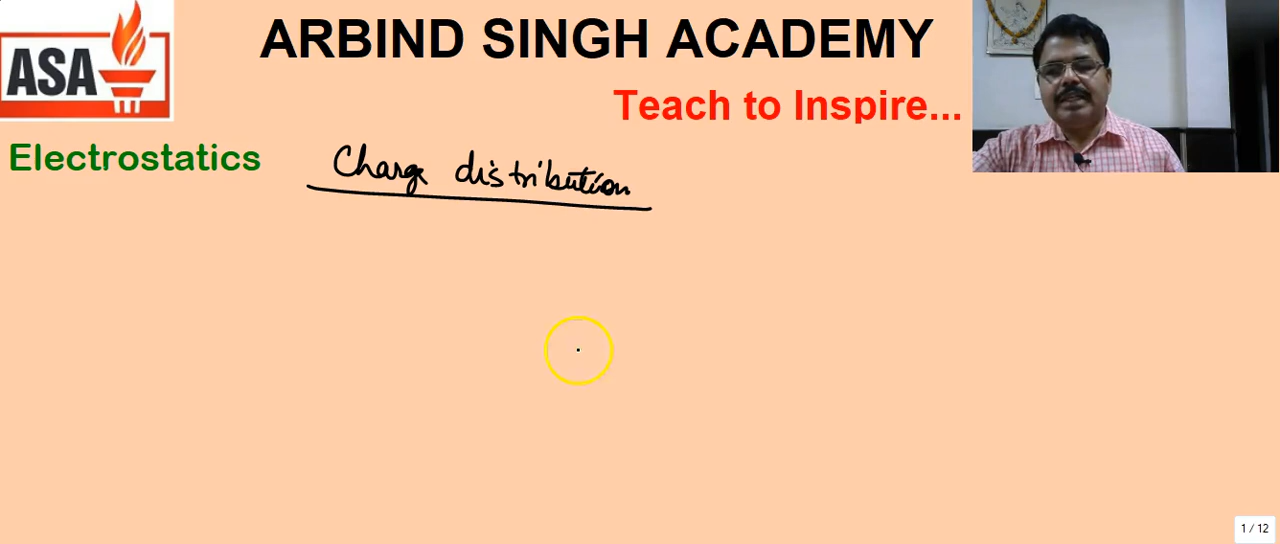 ASA
ARBIND SINGH ACADEMY
Teach to Inspire...
Electrostatics
Charge distribution
1 / 12